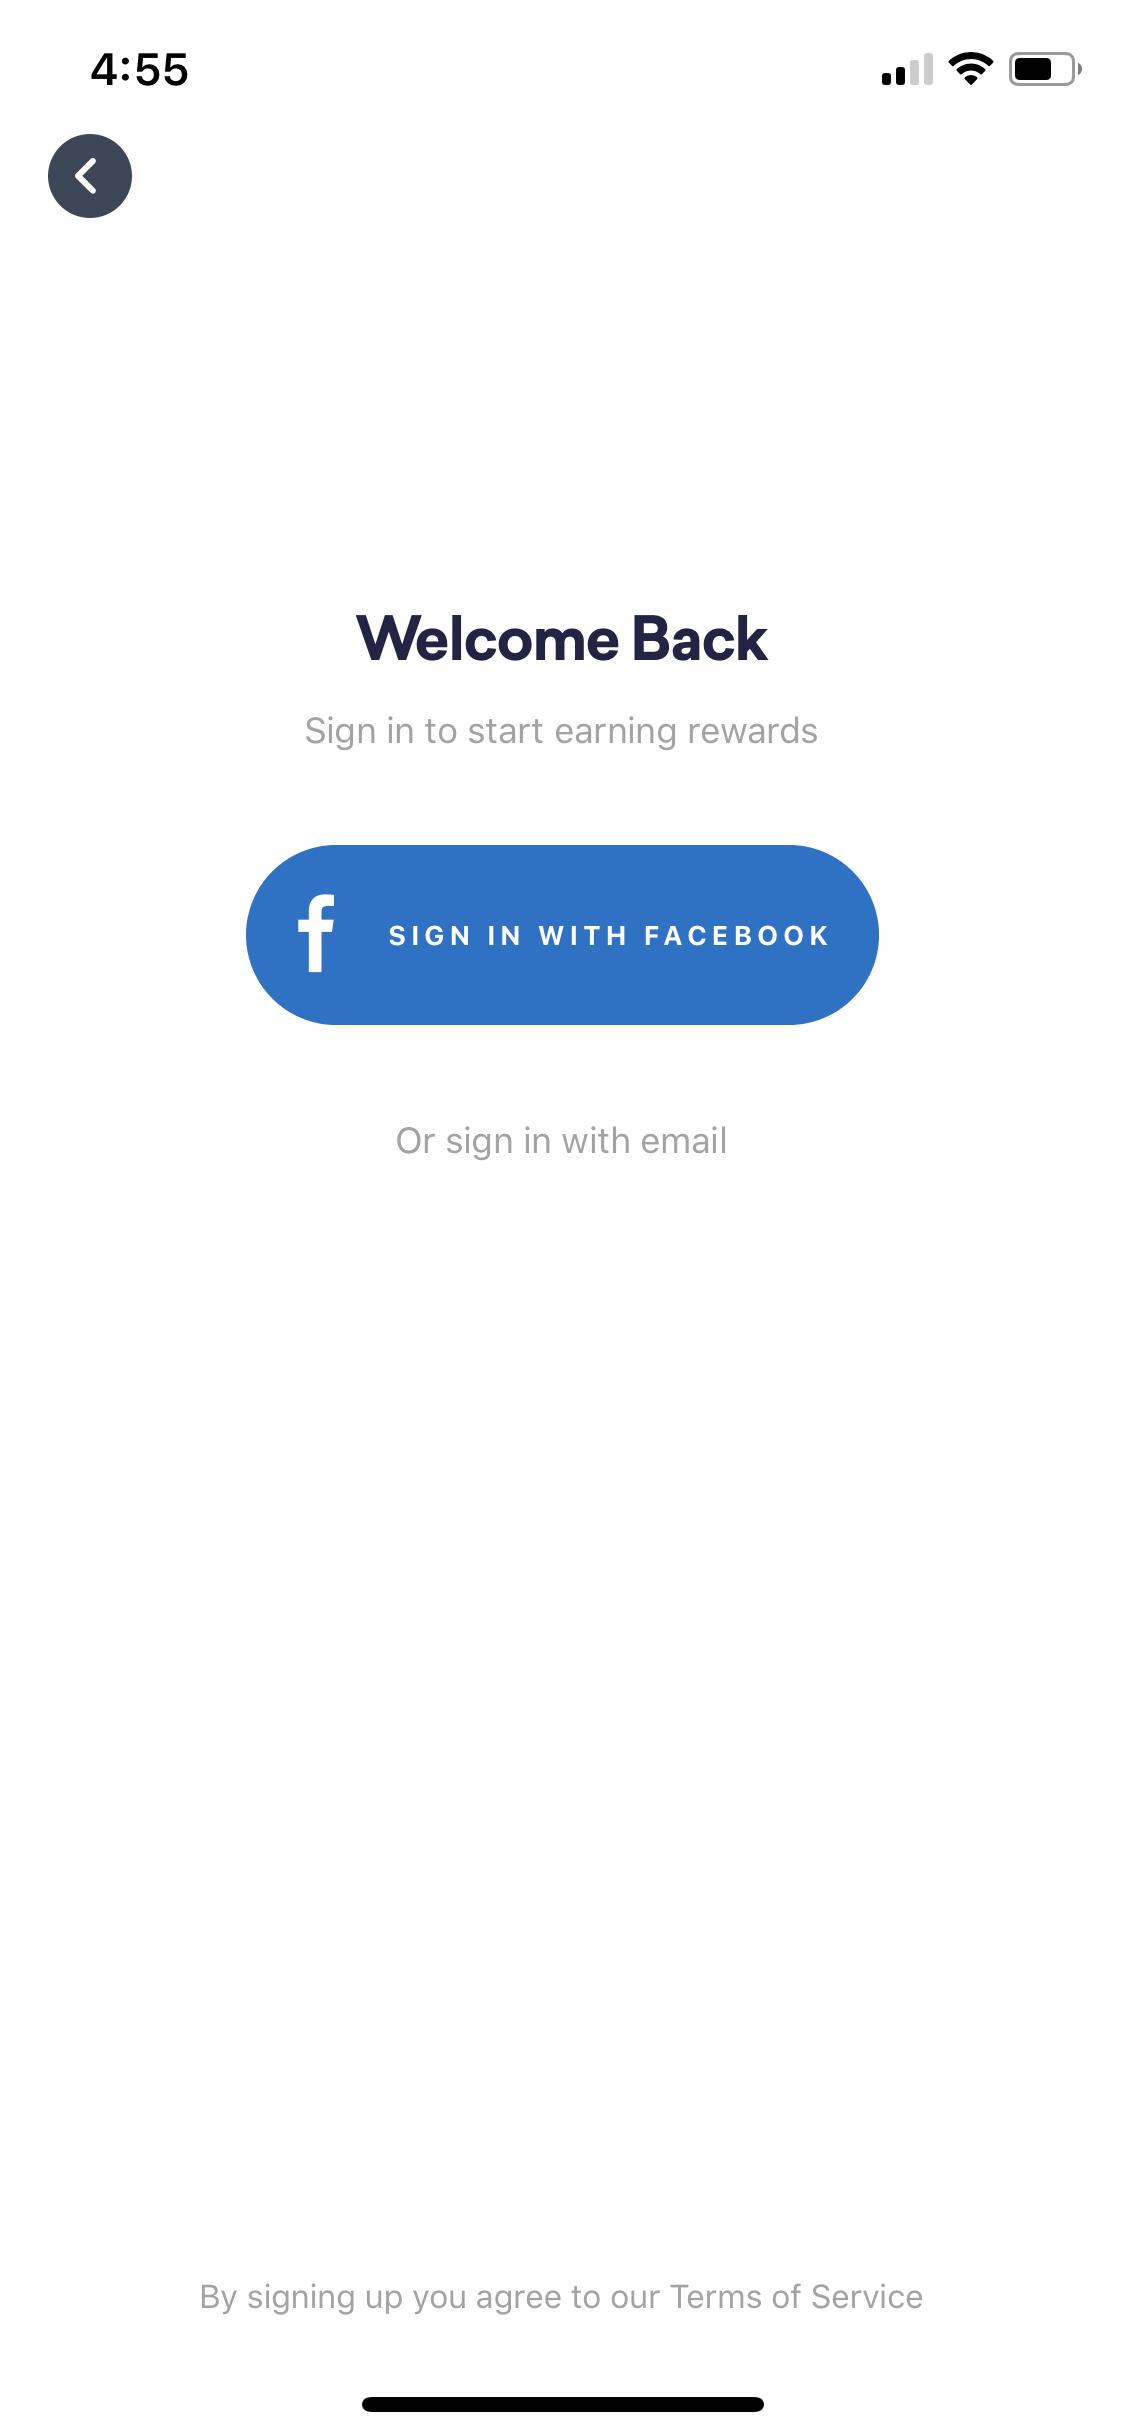 4:55
Welcome Back
Sign in to start earning rewards
SIGN IN WITH FACEBOOK
Or sign in with email
By signing up you agree to our Terms of Service